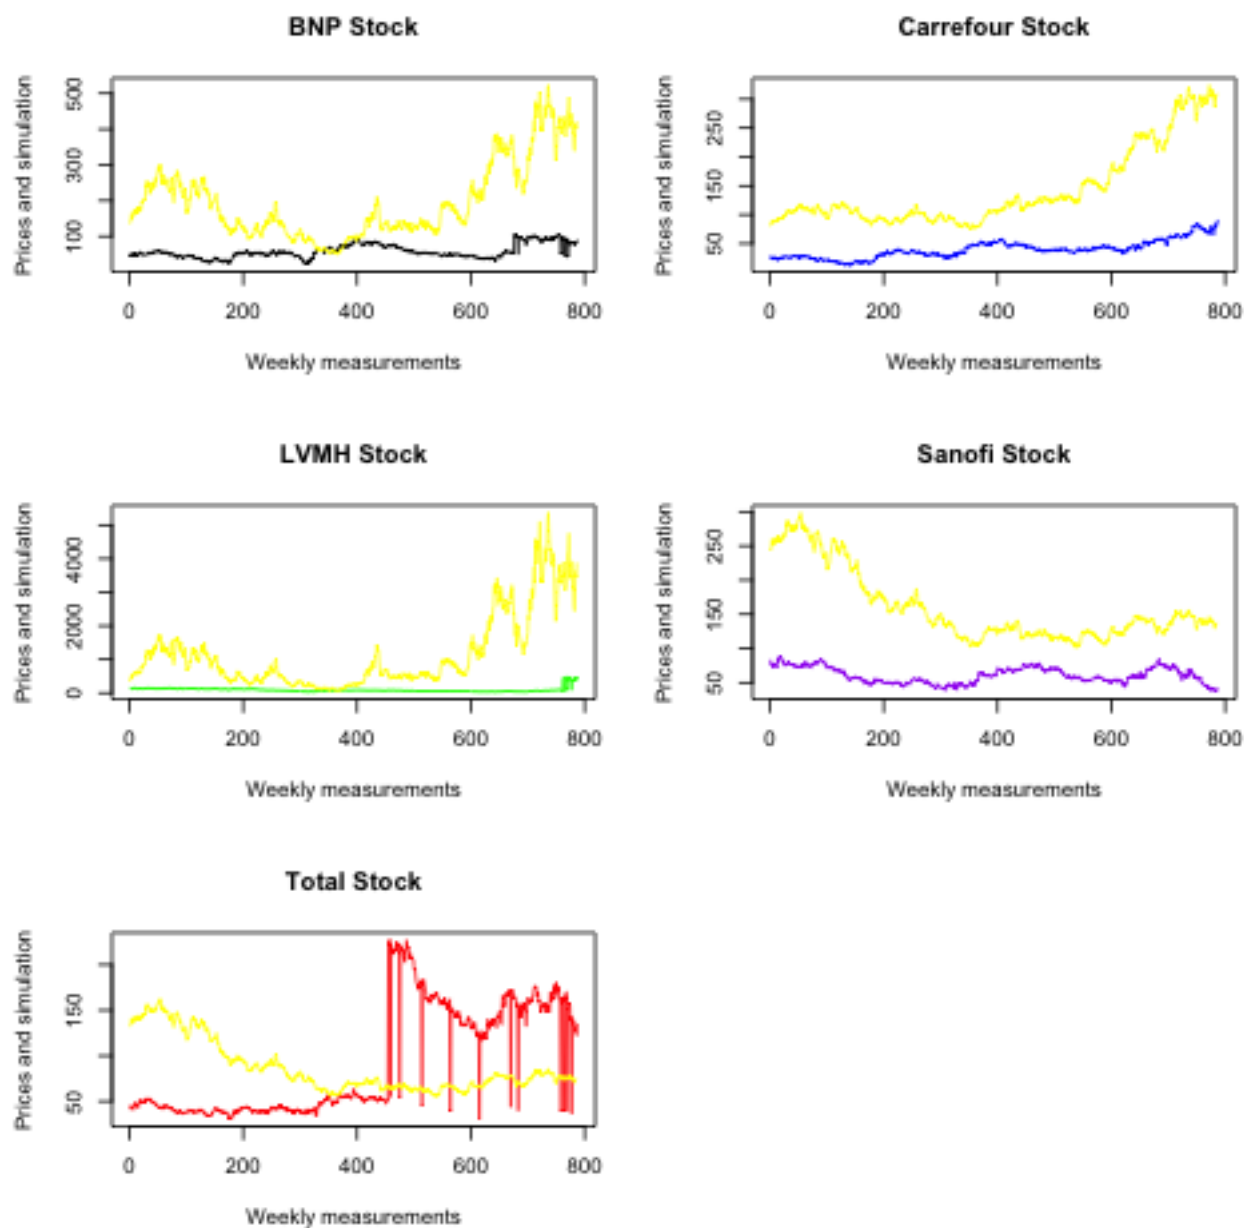 BNP Stock
Prices and simulation
100 300 500
0 200 400 600 800
Weekly measurements
Carrefour Stock
Prices and simulation
50 150 250
0 200 400 600 800
Weekly measurements
LVMH Stock
Prices and simulation
0 2000 4000
0 200 400 600 800
Weekly measurements
Sanofi Stock
Prices and simulation
50 150 250
0 200 400 600 800
Weekly measurements
Total Stock
Prices and simulation
50 150
0 200 400 600 800
Weekly measurements